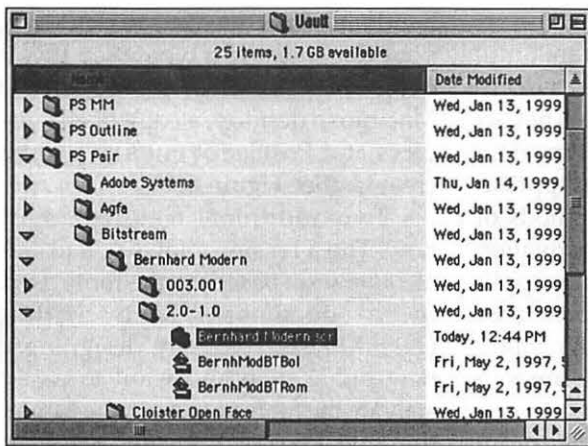 Vault
25 items, 1.7 GB available
Name Date Modified
PS MM Wed, Jan 13, 1999,
PS Outline Wed, Jan 13, 1999,
PS Pair Wed, Jan 13, 1999,
Adobe Systems Thu, Jan 14, 1999,
Agfa Wed, Jan 13, 1999,
Bitstream Wed, Jan 13, 1999,
Bernhard Modern Wed, Jan 13, 1999,
003.001 Wed, Jan 13, 1999,
2.0-1.0 Wed, Jan 13, 1999,
Bernhard Modern.scr Today, 12:44 PM
BernhModBTBol Fri, May 2, 1997, 5
BernhModBTRom Fri, May 2, 1997, 5
Cloister Open Face Wed, Jan 13, 1999,